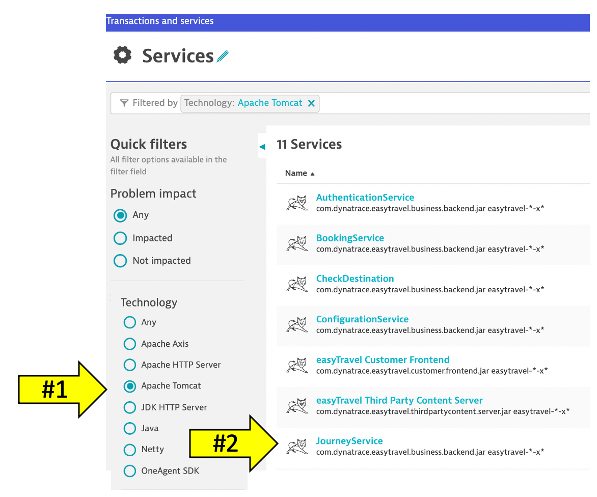 Transactions and services
Services
Filtered by Technology: Apache Tomcat X
Quick filters
All filter options available in the
filter field
Problem impact
Any
Impacted
Not impacted
Technology
Any
Apache Axis
Apache HTTP Server
Apache Tomcat
JDK HTTP Server
Java
Netty
OneAgent SDK
#1
11 Services
Name
AuthenticationService
com.dynatrace.easytravel.business.backend.jar easytravel-*-x*
BookingService
com.dynatrace.easytravel.business.backend.jar easytravel-*-x*
CheckDestination
com.dynatrace.easytravel.business.backend.jar easytravel-*-x*
ConfigurationService
com.dynatrace.easytravel.business.backend.jar easytravel-*-x*
easyTravel Customer Frontend
com.dynatrace.easytravel.customer.frontend.jar easytravel-*-x*
easyTravel Third Party Content Server
com.dynatrace.easytravel.thirdpartycontent.server.jar easytravel-*-x*
#2
JourneyService
com.dynatrace.easytravel.business.backend.jar easytravel-*-x*